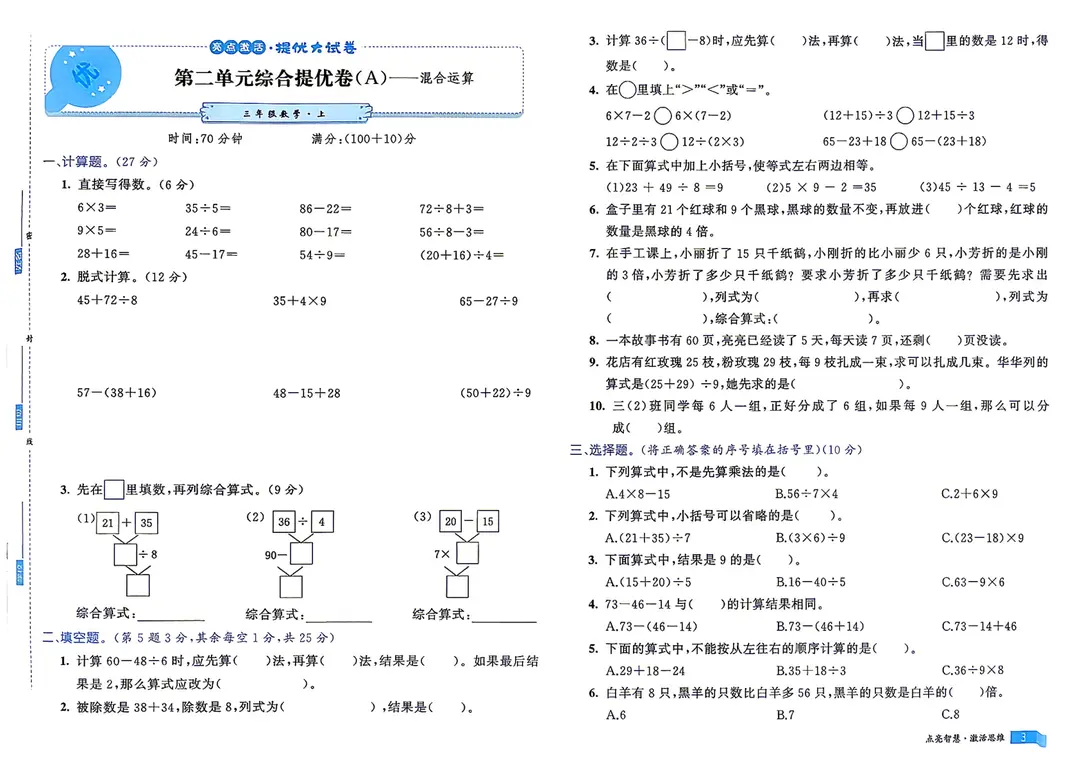 亮点激活·提优大试卷
优
第二单元综合提优卷(A)——混合运算
三年级数学·上
时间:70 分钟 满分:(100+10)分
一、计算题。(27 分)
1. 直接写得数。(6 分)
6×3= 35÷5= 86−22= 72÷8+3=
9×5= 24÷6= 80−17= 56÷8−3=
28+16= 45−17= 54÷9= (20+16)÷4=
2. 脱式计算。(12 分)
45+72÷8 35+4×9 65−27÷9
57−(38+16) 48−15+28 (50+22)÷9
3. 先在□里填数,再列综合算式。(9 分)
(1) 21 + 35 (2) 36 ÷ 4 (3) 20 − 15
□÷8 90−□ 7×□
综合算式:________ 综合算式:________ 综合算式:________
二、填空题。(第 5 题 3 分,其余每空 1 分,共 25 分)
1. 计算 60−48÷6 时,应先算( )法,再算( )法,结果是( )。如果最后结
果是 2,那么算式应改为( )。
2. 被除数是 38+34,除数是 8,列式为( ),结果是( )。
密
封
线
3. 计算 36÷(□−8)时,应先算( )法,再算( )法,当□里的数是 12 时,得
数是( )。
4. 在○里填上“>”“<”或“=”。
6×7−2○6×(7−2) (12+15)÷3○12+15÷3
12÷2÷3○12÷(2×3) 65−23+18○65−(23+18)
5. 在下面算式中加上小括号,使等式左右两边相等。
(1)23 + 49 ÷ 8 =9 (2)5 × 9 − 2 =35 (3)45 ÷ 13 − 4 =5
6. 盒子里有 21 个红球和 9 个黑球,黑球的数量不变,再放进( )个红球,红球的
数量是黑球的 4 倍。
7. 在手工课上,小丽折了 15 只千纸鹤,小刚折的比小丽少 6 只,小芳折的是小刚
的 3 倍,小芳折了多少只千纸鹤? 要求小芳折了多少只千纸鹤? 需要先求出
( ),列式为( ),再求( ),列式为
( ),综合算式:( )。
8. 一本故事书有 60 页,亮亮已经读了 5 天,每天读 7 页,还剩( )页没读。
9. 花店有红玫瑰 25 枝,粉玫瑰 29 枝,每 9 枝扎成一束,求可以扎成几束。华华列的
算式是(25+29) ÷9,她先求的是( )。
10. 三(2)班同学每 6 人一组,正好分成了 6 组,如果每 9 人一组,那么可以分
成( )组。
三、选择题。(将正确答案的序号填在括号里)(10 分)
1. 下列算式中,不是先算乘法的是( )。
A.4×8−15 B.56÷7×4 C.2+6×9
2. 下列算式中,小括号可以省略的是( )。
A.(21+35)÷7 B.(3×6)÷9 C.(23−18)×9
3. 下面算式中,结果是 9 的是( )。
A.(15+20)÷5 B.16−40÷5 C.63−9×6
4. 73−46−14 与( )的计算结果相同。
A.73−(46−14) B.73−(46+14) C.73−14+46
5. 下面的算式中,不能按从左往右的顺序计算的是( )。
A.29+18−24 B.35+18÷3 C.36÷9×8
6. 白羊有 8 只,黑羊的只数比白羊多 56 只,黑羊的只数是白羊的( )倍。
A.6 B.7 C.8
点亮智慧·激活思维 3